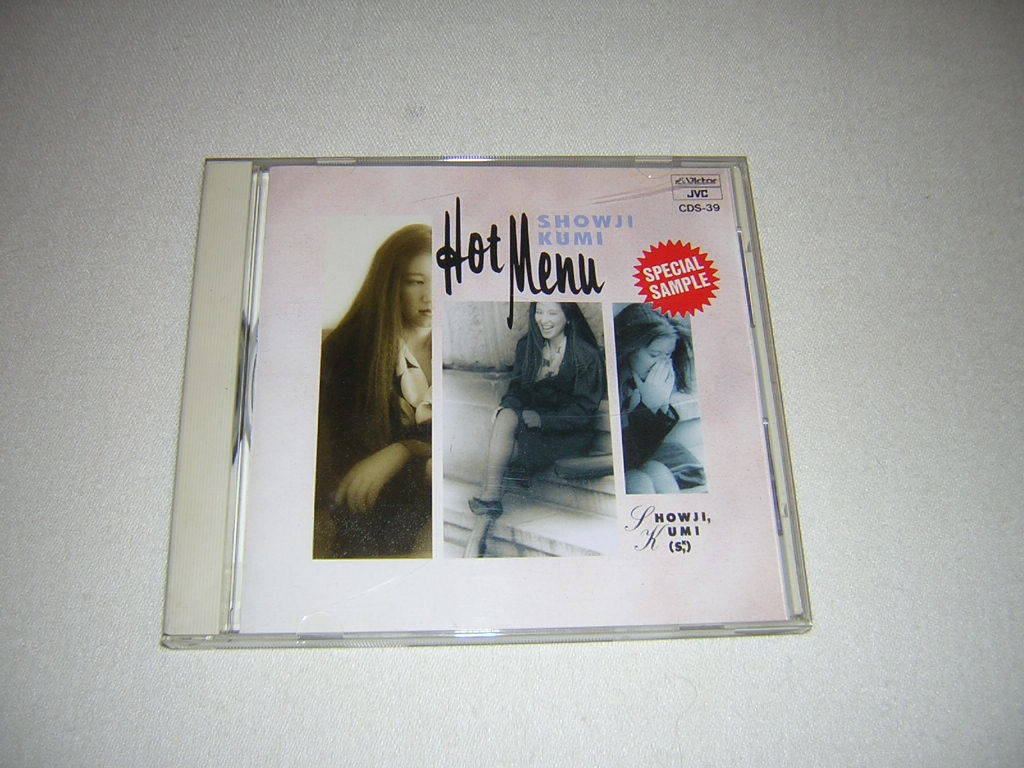 Victor
JVC
CDS-39
SHOWJI
KUMI
Hot Menu
SPECIAL
SAMPLE
SHOWJI,
KUMI